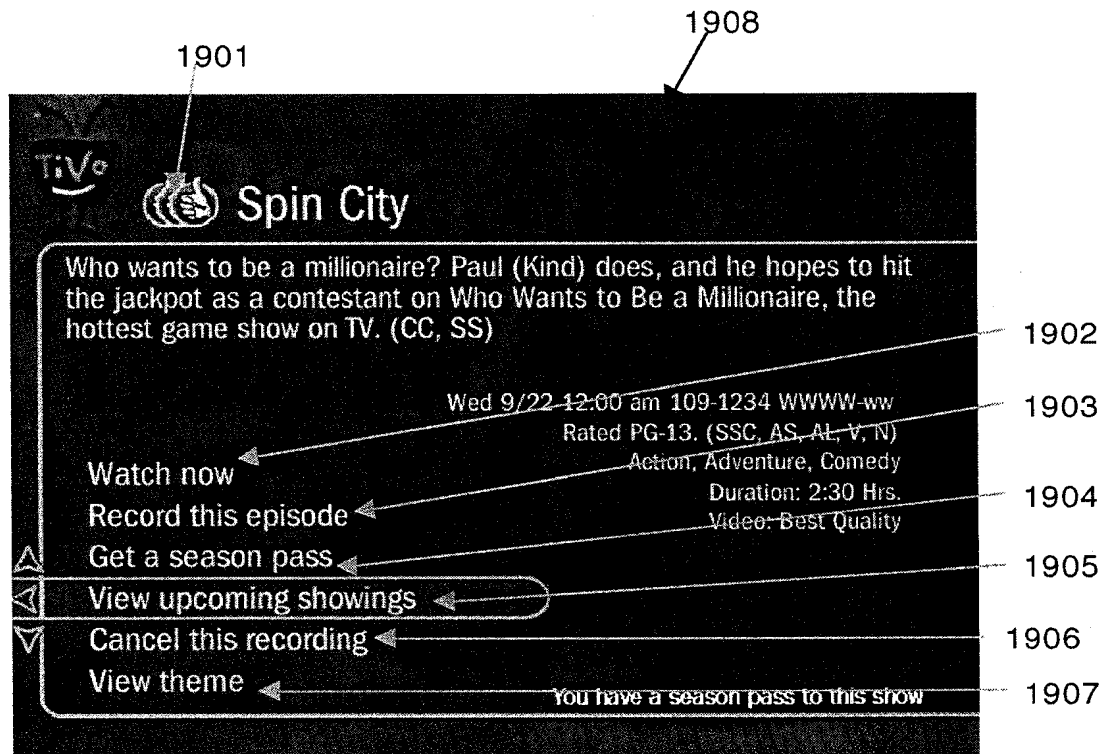 1908
1901
TiVo
Spin City
Who wants to be a millionaire? Paul (Kind) does, and he hopes to hit
the jackpot as a contestant on Who Wants to Be a Millionaire, the
hottest game show on TV. (CC, SS)
1902
Wed 9/22 12:00 am 109-1234 WWWW-ww
1903
Rated PG-13. (SSC, AS, AL, V, N)
Action, Adventure, Comedy
Watch now
Duration: 2:30 Hrs.
1904
Record this episode
Video: Best Quality
Get a season pass
1905
View upcoming showings
Cancel this recording
1906
View theme
You have a season pass to this show
1907